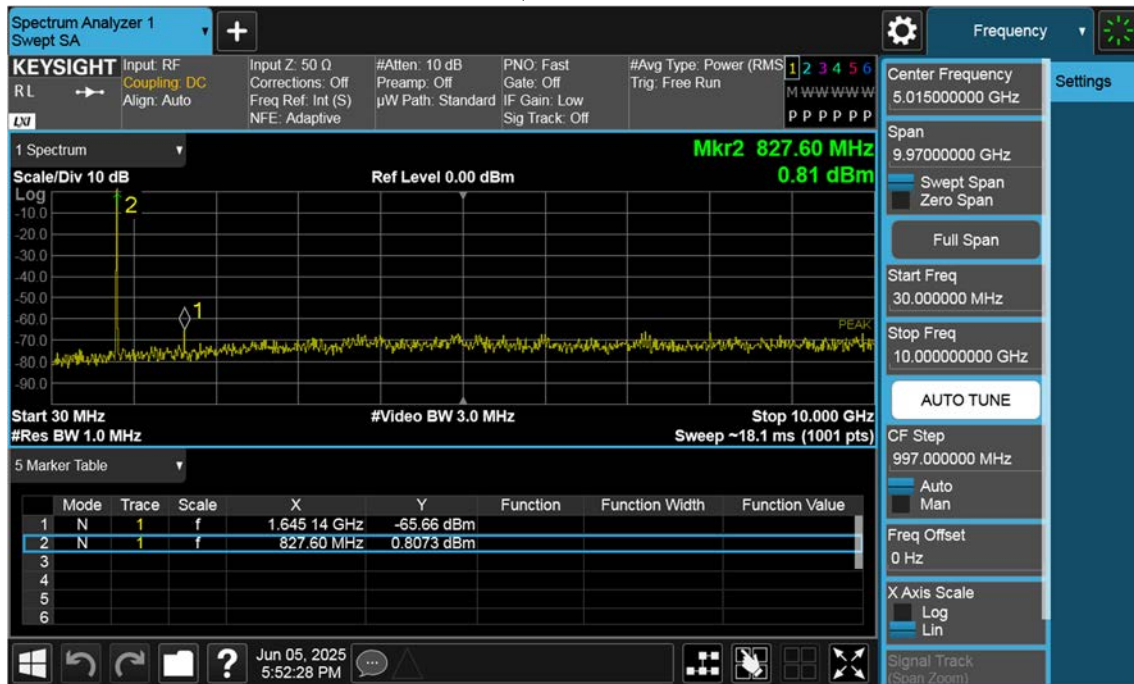 Spectrum Analyzer 1
Swept SA
+
Frequency
KEYSIGHT
RL
LXI
Input: RF
Coupling: DC
Align: Auto
Input Z: 50 Ω
Corrections: Off
Freq Ref: Int (S)
NFE: Adaptive
#Atten: 10 dB
Preamp: Off
µW Path: Standard
PNO: Fast
Gate: Off
IF Gain: Low
Sig Track: Off
#Avg Type: Power (RMS
Trig: Free Run
1 2 3 4 5 6
M W W W W W
P P P P P P
1 Spectrum
Scale/Div 10 dB
Ref Level 0.00 dBm
Mkr2 827.60 MHz
0.81 dBm
Log
-10.0
-20.0
-30.0
-40.0
-50.0
-60.0
-70.0
-80.0
-90.0
2
1
PEAK
Start 30 MHz
#Video BW 3.0 MHz
Stop 10.000 GHz
#Res BW 1.0 MHz
Sweep ~18.1 ms (1001 pts)
5 Marker Table
Mode Trace Scale X Y Function Function Width Function Value
1 N 1 f 1.645 14 GHz -65.66 dBm
2 N 1 f 827.60 MHz 0.8073 dBm
3
4
5
6
?
Jun 05, 2025
5:52:28 PM
Center Frequency
5.015000000 GHz
Settings
Span
9.97000000 GHz
Swept Span
Zero Span
Full Span
Start Freq
30.000000 MHz
Stop Freq
10.000000000 GHz
AUTO TUNE
CF Step
997.000000 MHz
Auto
Man
Freq Offset
0 Hz
X Axis Scale
Log
Lin
Signal Track
(Span Zoom)